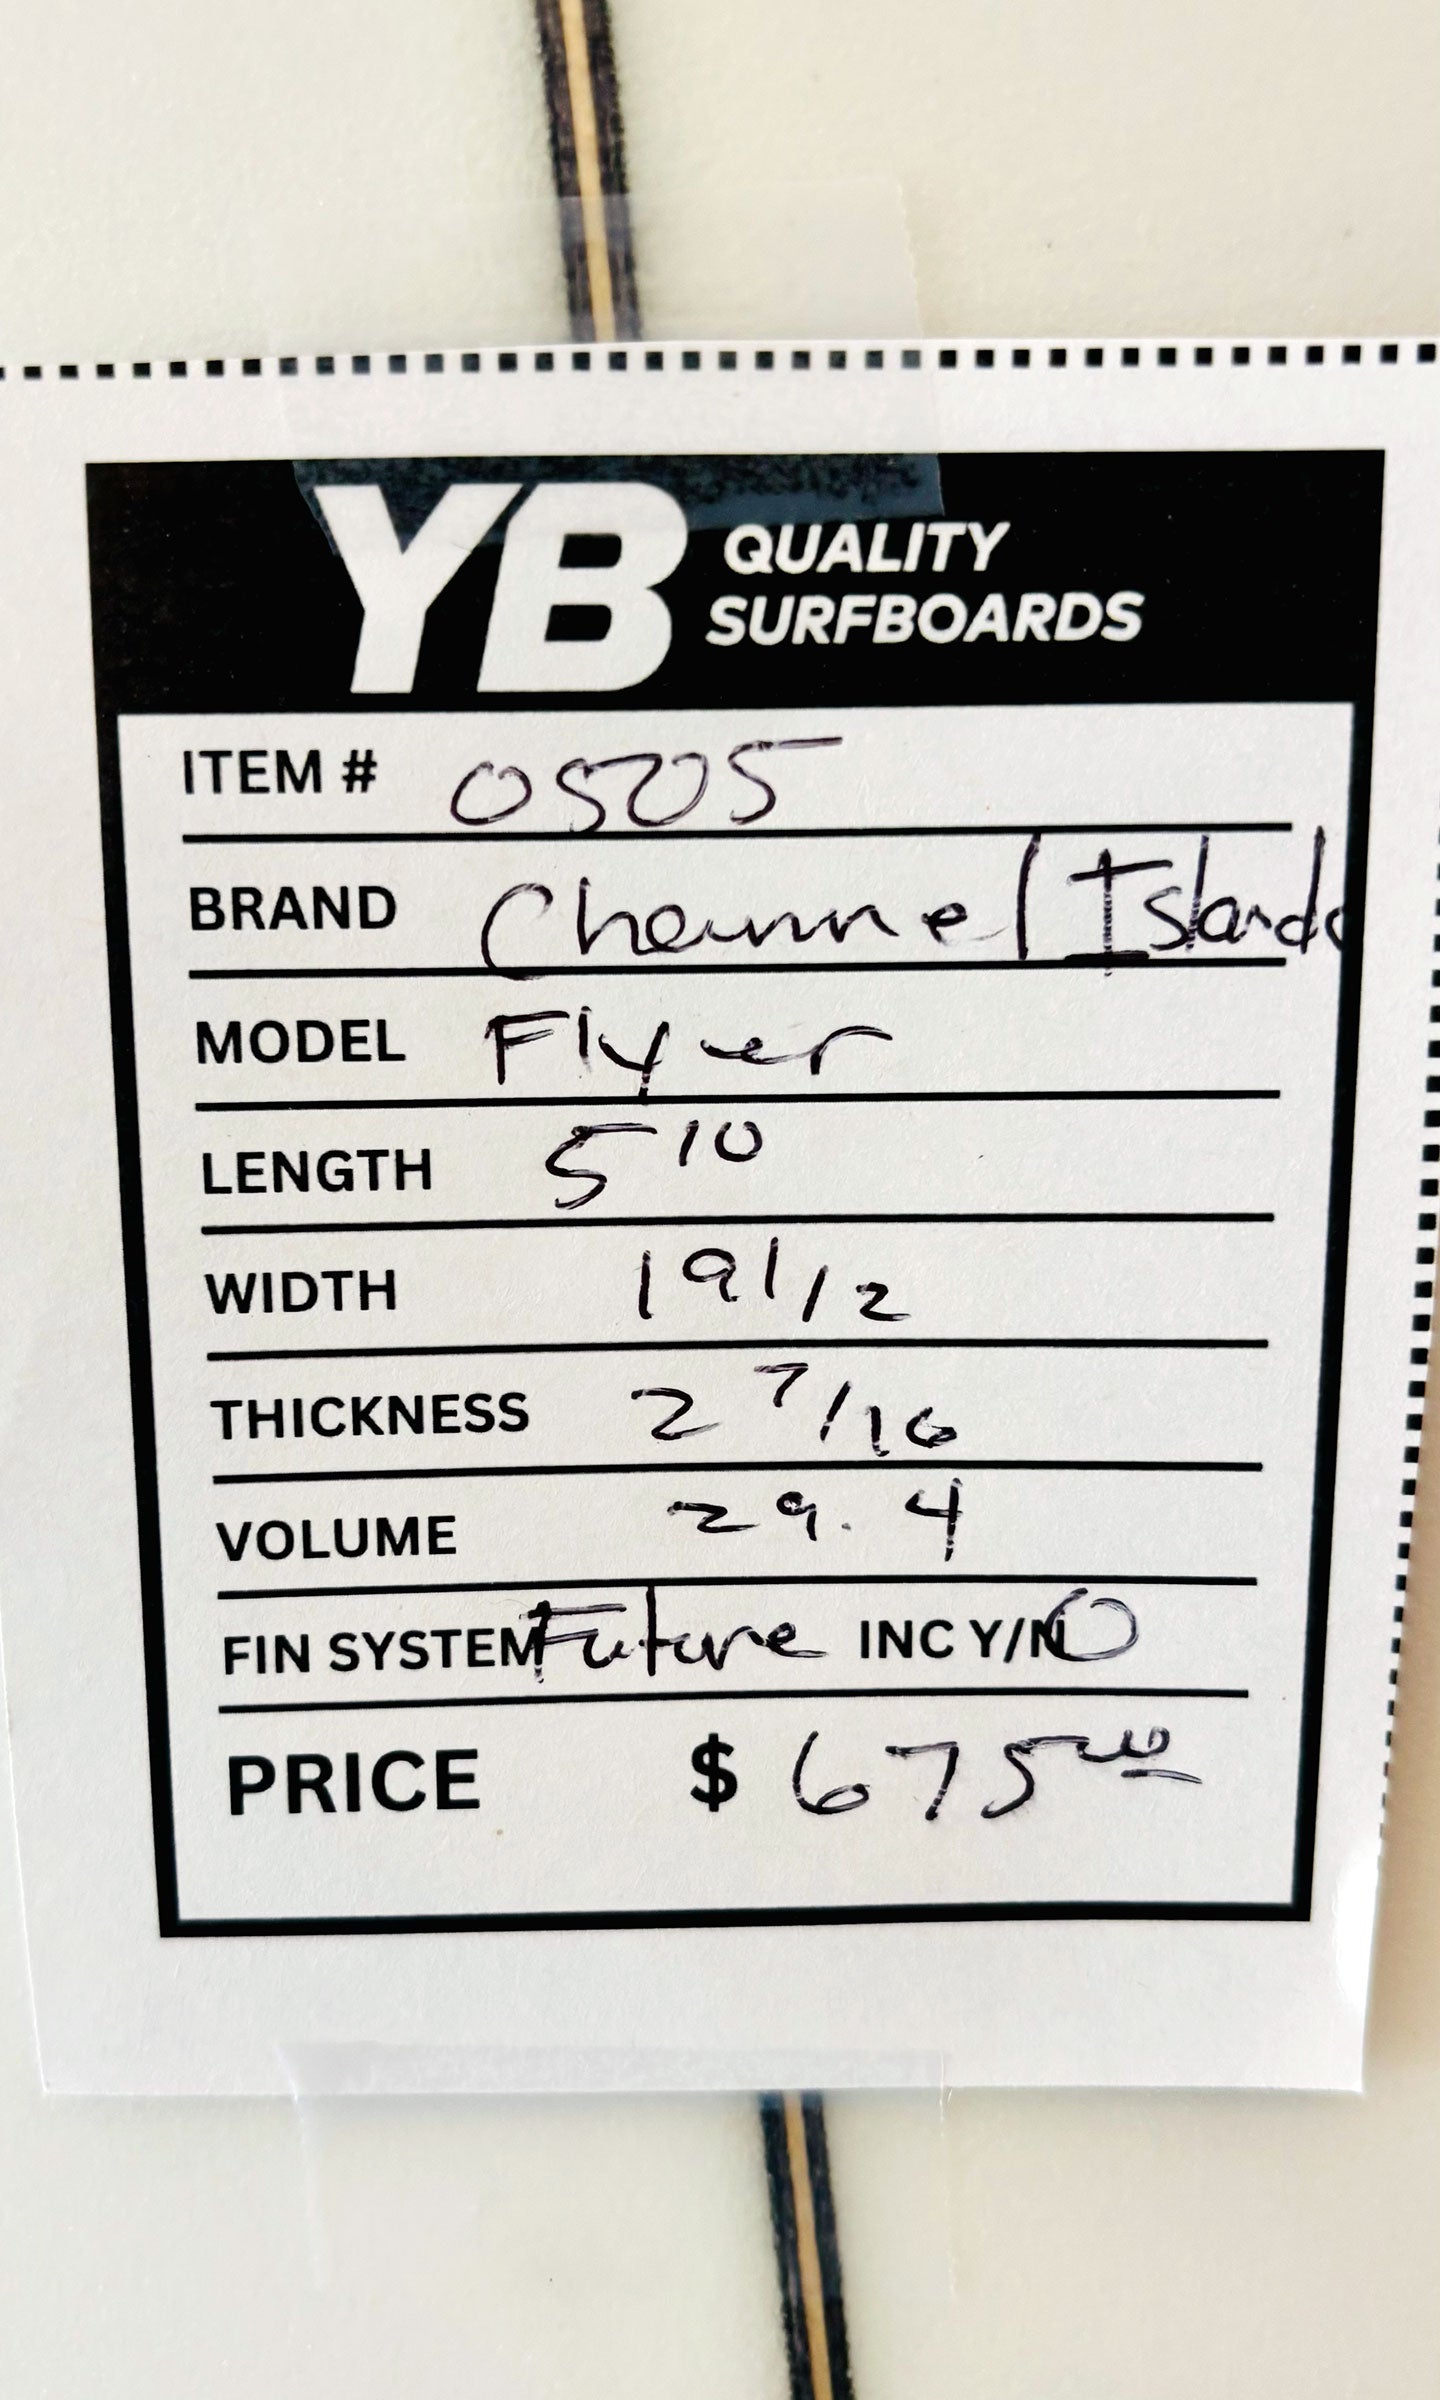 YB QUALITY
SURFBOARDS
ITEM # 0505
BRAND Channel Islands
MODEL Flyer
LENGTH 5'10
WIDTH 19 1/2
THICKNESS 2 7/16
VOLUME 29.4
FIN SYSTEM Future INC Y/N
PRICE $ 675.00